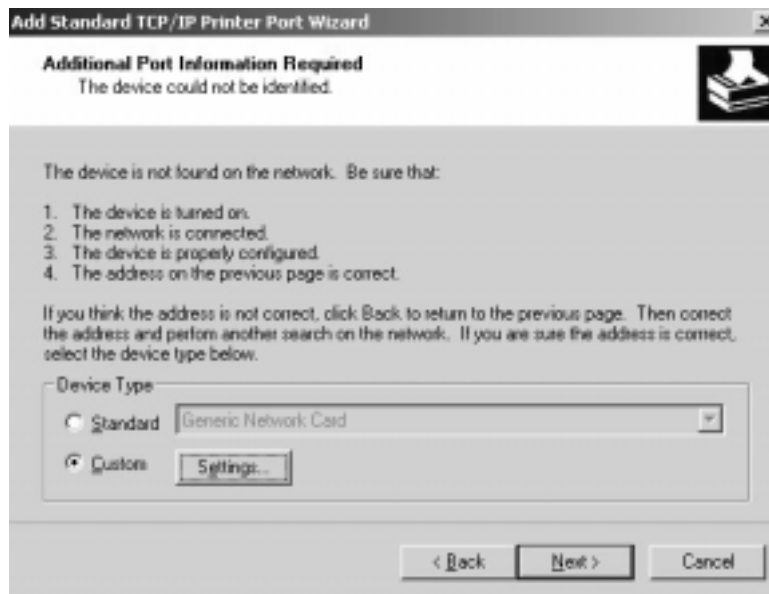 Add Standard TCP/IP Printer Port Wizard
Additional Port Information Required
The device could not be identified.
The device is not found on the network. Be sure that:
1. The device is turned on.
2. The network is connected.
3. The device is properly configured.
4. The address on the previous page is correct.
If you think the address is not correct, click Back to return to the previous page. Then correct
the address and perfom another search on the network. If you are sure the address is correct,
select the device type below.
Device Type
Standard Generic Network Card
Custom Settings...
< Back Next > Cancel